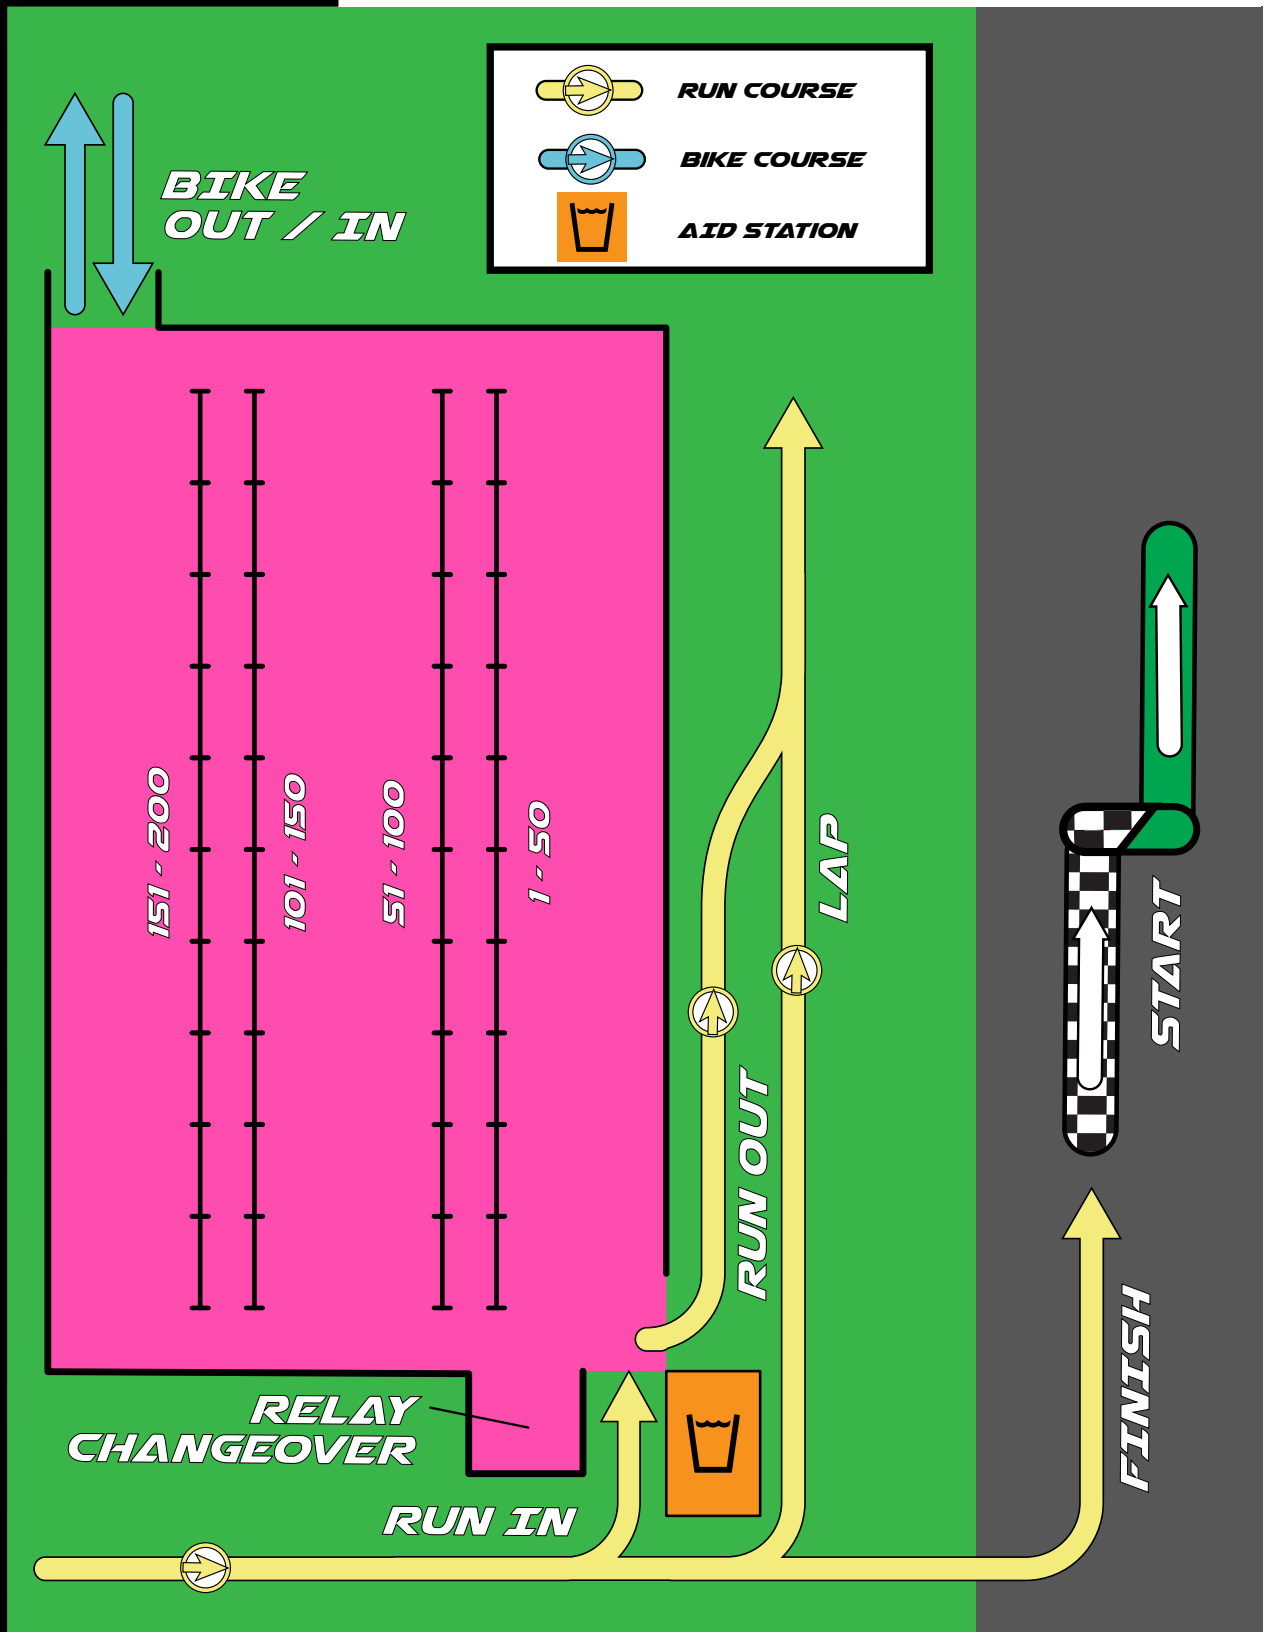 RUN COURSE
BIKE COURSE
AID STATION
BIKE
OUT / IN
151 - 200
101 - 150
51 - 100
1 - 50
LAP
START
RUN OUT
FINISH
RELAY
CHANGEOVER
RUN IN